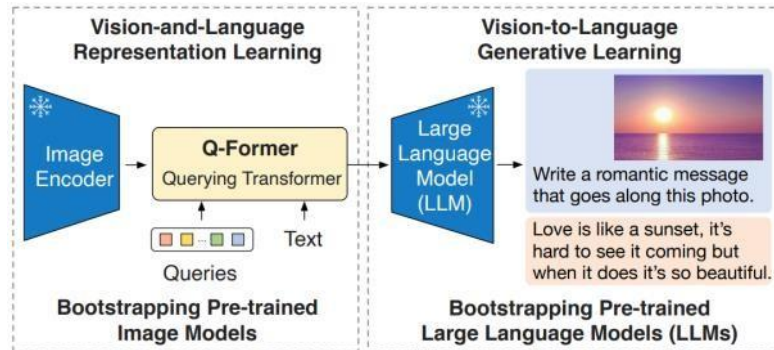 Vision-and-Language
Representation Learning
Image
Encoder
Q-Former
Querying Transformer
...
Queries
Text
Bootstrapping Pre-trained
Image Models
Vision-to-Language
Generative Learning
Large
Language
Model
(LLM)
Write a romantic message
that goes along this photo.
Love is like a sunset, it's
hard to see it coming but
when it does it's so beautiful.
Bootstrapping Pre-trained
Large Language Models (LLMs)